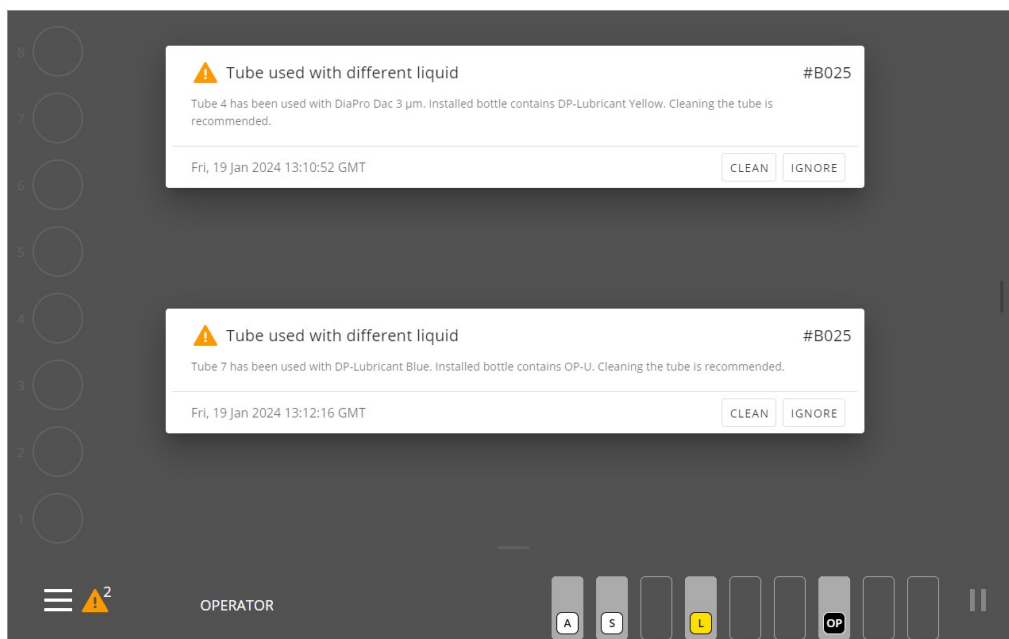 8
7
6
5
4
3
2
1
Tube used with different liquid #B025
Tube 4 has been used with DiaPro Dac 3 µm. Installed bottle contains DP-Lubricant Yellow. Cleaning the tube is
recommended.
Fri, 19 Jan 2024 13:10:52 GMT CLEAN IGNORE
Tube used with different liquid #B025
Tube 7 has been used with DP-Lubricant Blue. Installed bottle contains OP-U. Cleaning the tube is recommended.
Fri, 19 Jan 2024 13:12:16 GMT CLEAN IGNORE
2 OPERATOR A S L OP